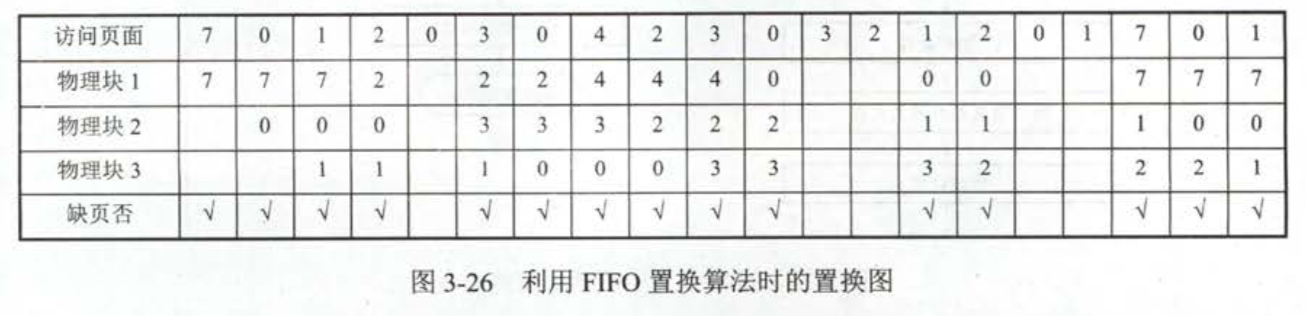 访问页面 7 0 1 2 0 3 0 4 2 3 0 3 2 1 2 0 1 7 0 1
物理块 1 7 7 7 2 2 2 4 4 4 0 0 0 7 7 7
物理块 2 0 0 0 3 3 3 2 2 2 1 1 1 0 0
物理块 3 1 1 1 0 0 0 3 3 3 2 2 2 1
缺页否 √ √ √ √ √ √ √ √ √ √ √ √ √ √ √
图 3-26 利用 FIFO 置换算法时的置换图